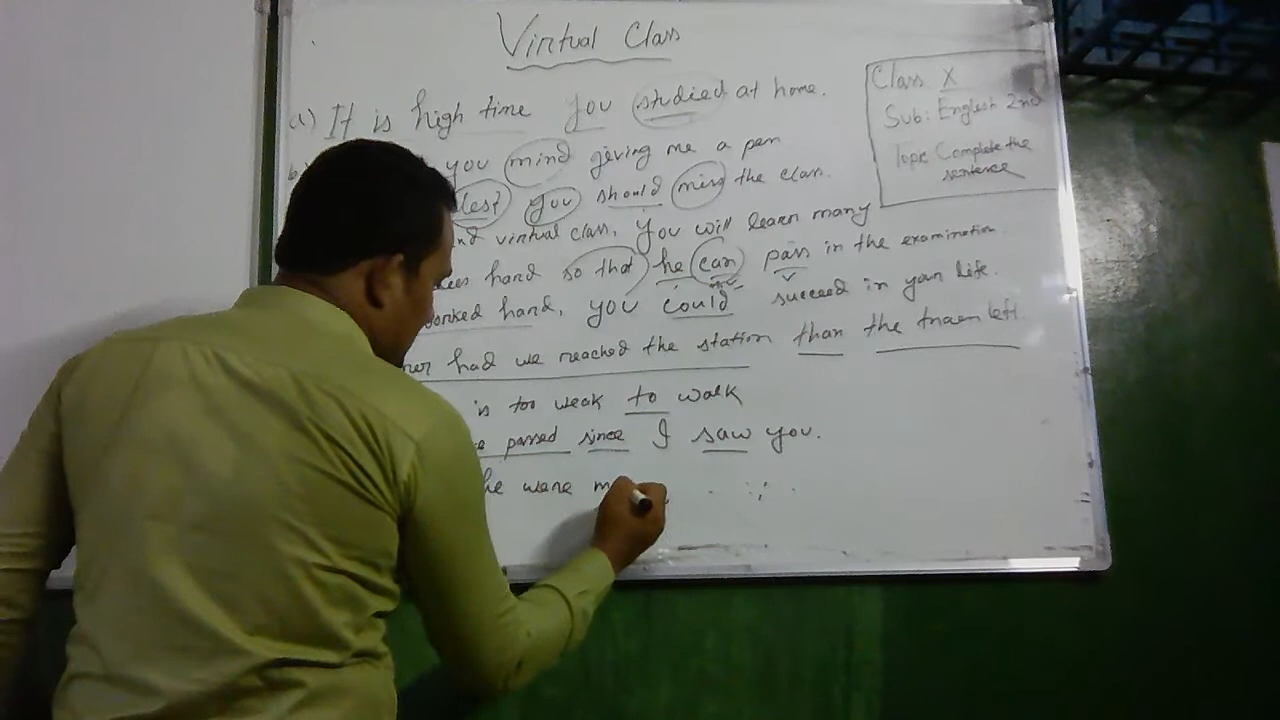 Virtual Class
(a) It is high time you studied at home.
you mind giving me a pen
lest you should miss the class.
virtual class, you will learn many
hard so that he can pass in the examination
worked hard, you could succeed in your life.
had we reached the station than the train left.
is too weak to walk
passed since I saw you.
he were
Class X
Sub: English 2nd
Topic Complete the
sentence